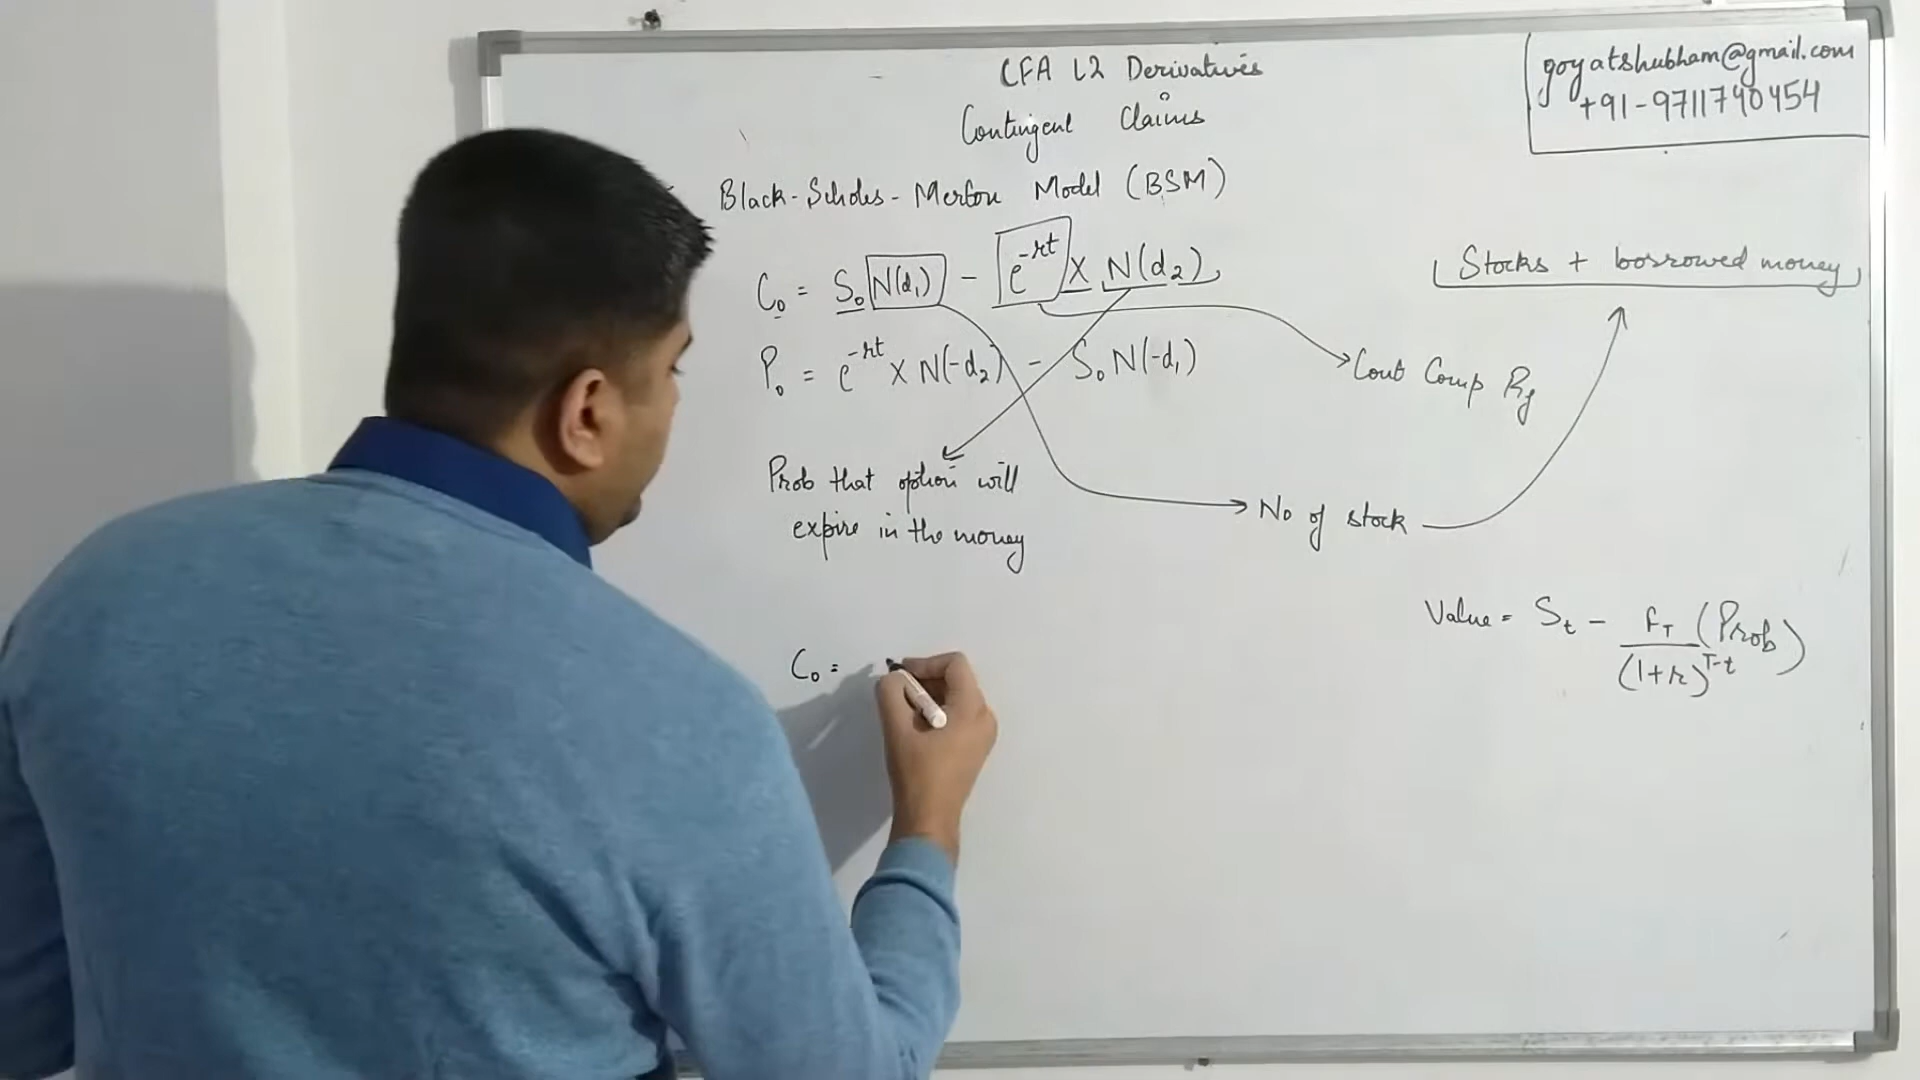 CFA L2 Derivatives
Contingent Claims
goyatshubham@gmail.com
+91-9711740454
Black-Scholes-Merton Model (BSM)
C₀ = S₀ N(d₁) - e^-rt X N(d₂)
Stocks + borrowed money
P₀ = e^-rt X N(-d₂) - S₀ N(-d₁)
Cont Comp Rf
Prob that option will
expire in the money
No of stock
Value = St - FT/(1+r)^T-t (Prob)
C₀ =